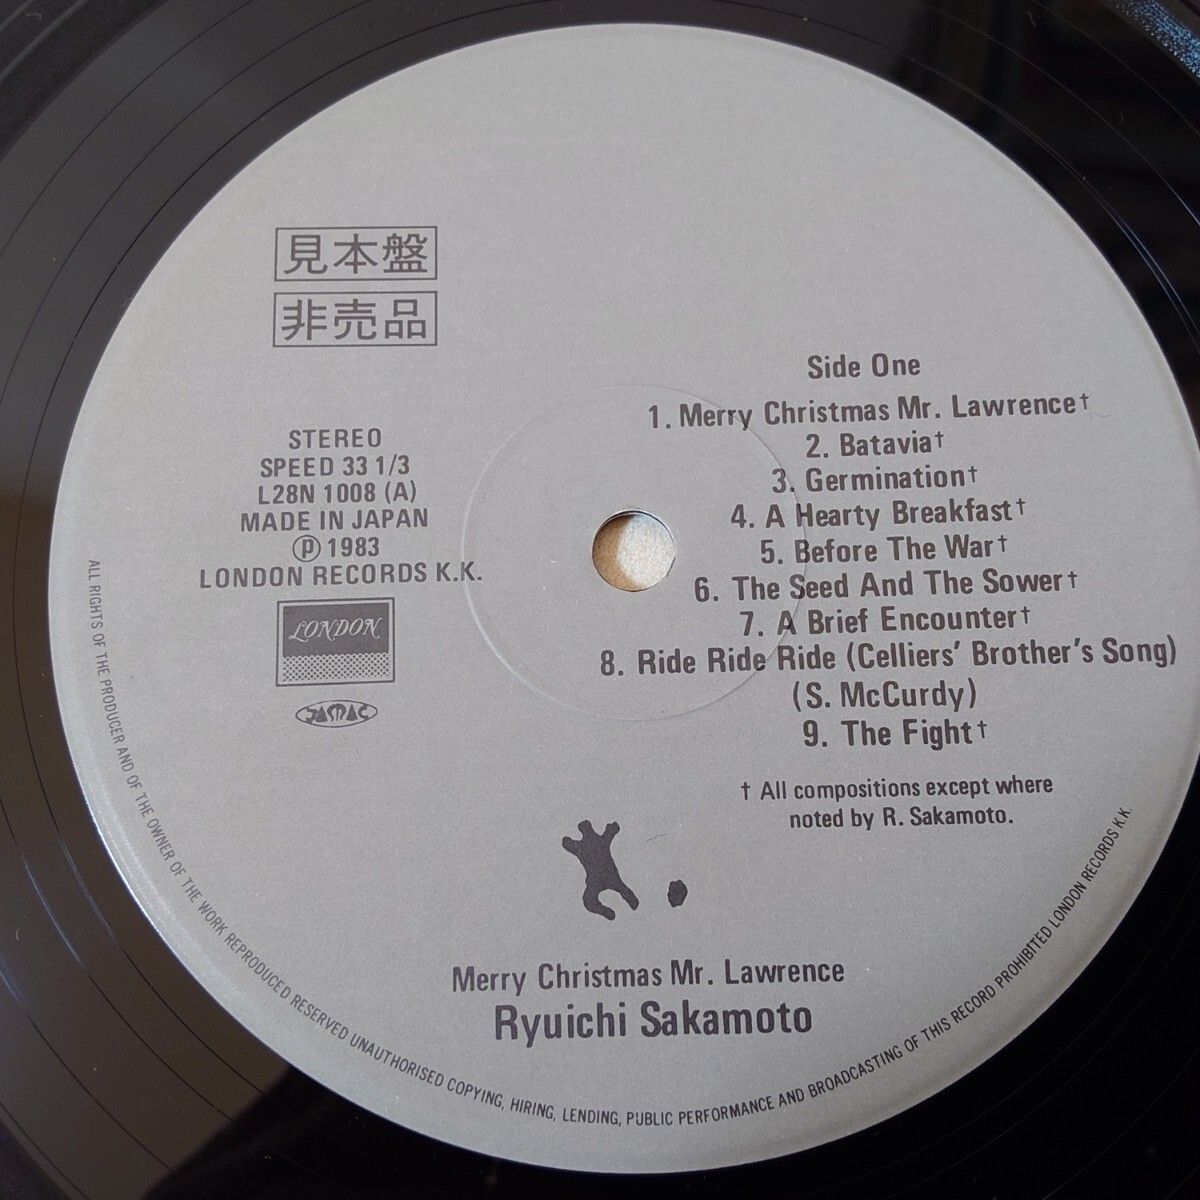 見本盤
非売品
STEREO
SPEED 33 1/3
L28N 1008 (A)
MADE IN JAPAN
Ⓟ 1983
LONDON RECORDS K.K.
LONDON
JASRAC
Side One
1. Merry Christmas Mr. Lawrence†
2. Batavia†
3. Germination†
4. A Hearty Breakfast†
5. Before The War†
6. The Seed And The Sower†
7. A Brief Encounter†
8. Ride Ride Ride (Celliers' Brother's Song)
(S. McCurdy)
9. The Fight†
† All compositions except where
noted by R. Sakamoto.
Merry Christmas Mr. Lawrence
Ryuichi Sakamoto
ALL RIGHTS OF THE PRODUCER AND OF THE OWNER OF THE WORK REPRODUCED RESERVED UNAUTHORISED COPYING, HIRING, LENDING, PUBLIC PERFORMANCE AND BROADCASTING OF THIS RECORD PROHIBITED LONDON RECORDS K.K.